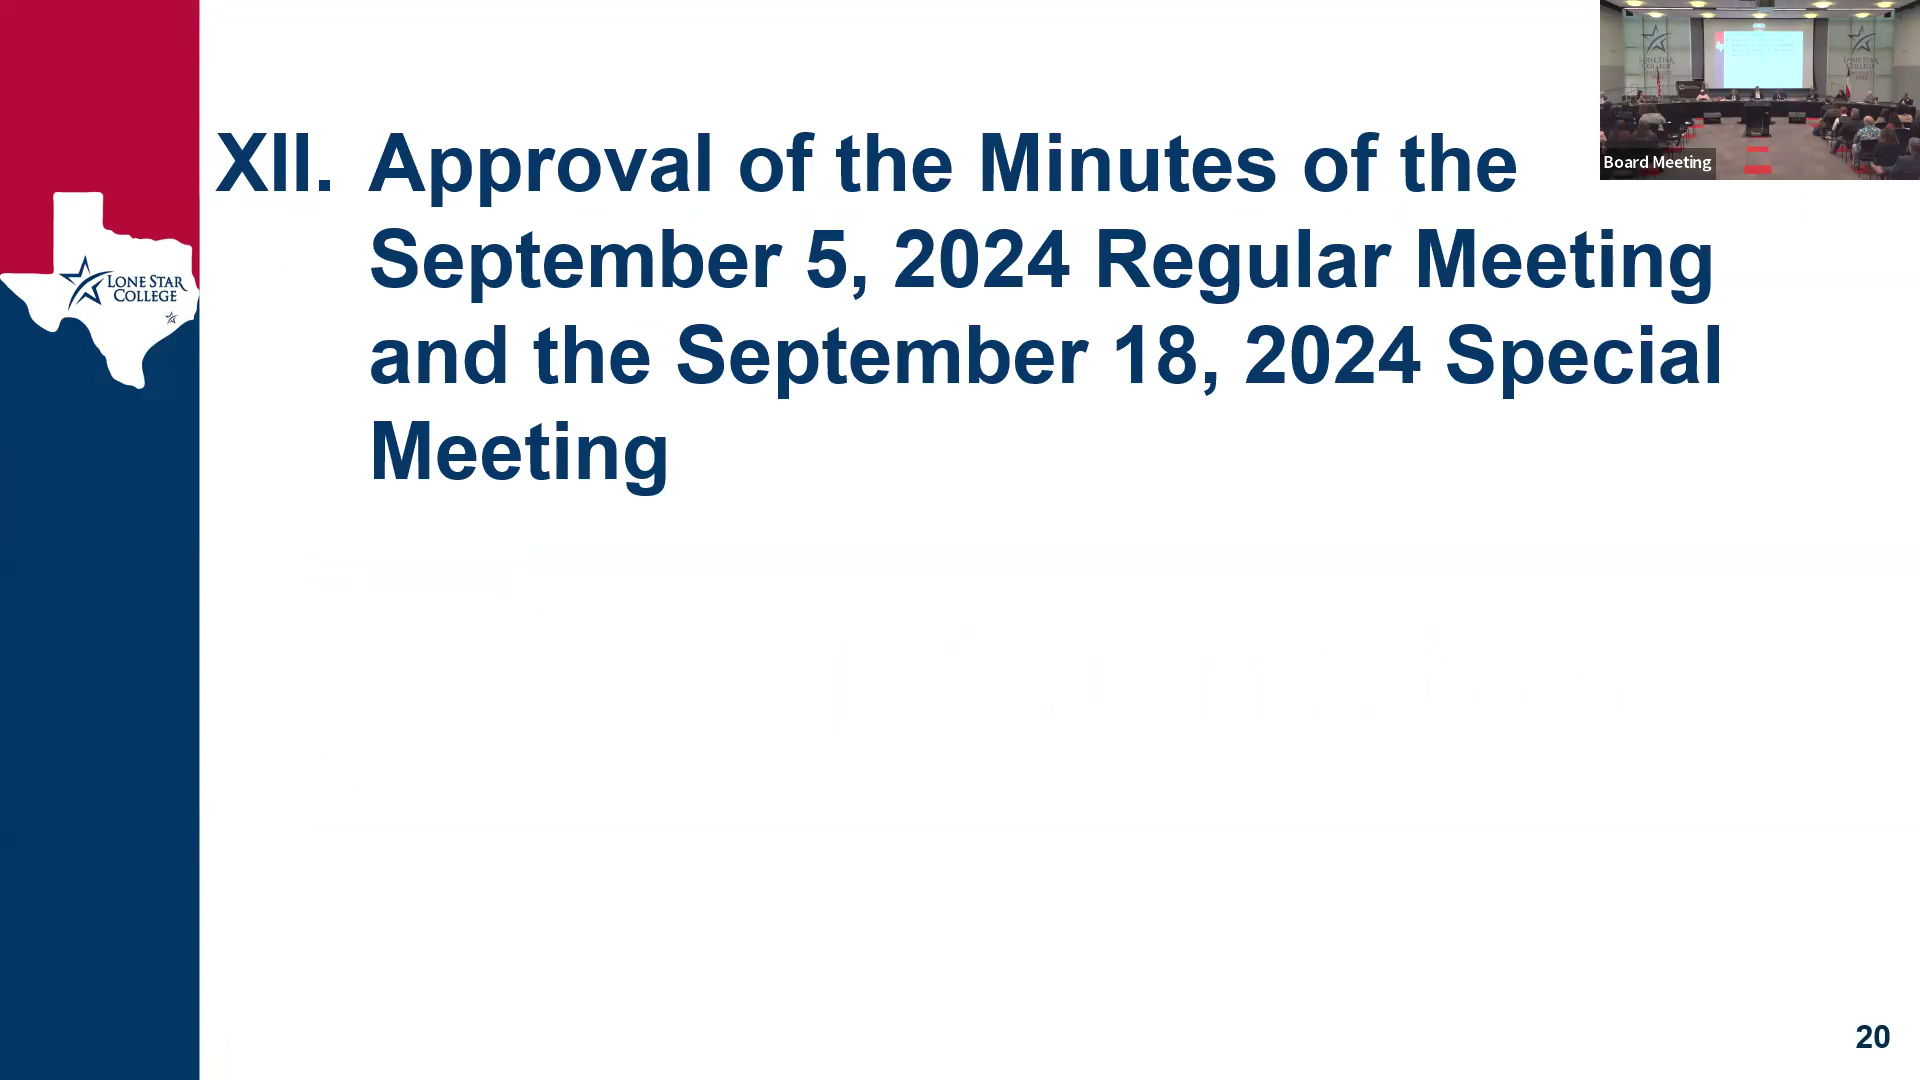 XII. Approval of the Minutes of the
September 5, 2024 Regular Meeting
and the September 18, 2024 Special
Meeting
LONE STAR
COLLEGE
Board Meeting
20